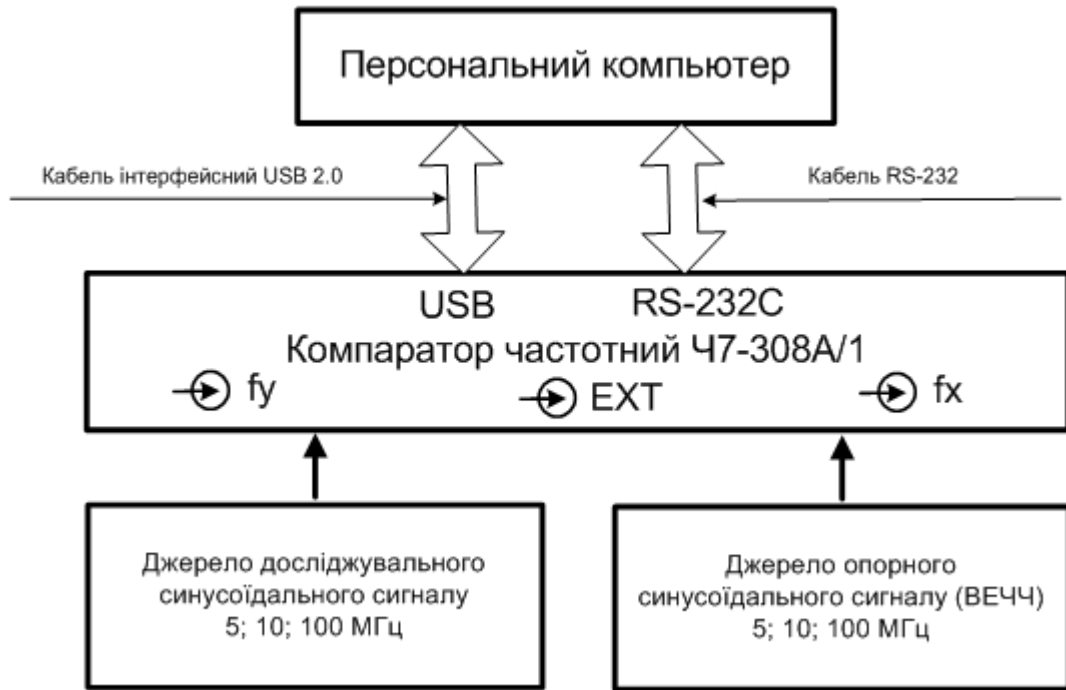 Персональний компьютер
Кабель інтерфейсний USB 2.0
Кабель RS-232
USB
RS-232C
Компаратор частотний Ч7-308А/1
fy
EXT
fx
Джерело досліджувального
синусоїдального сигналу
5; 10; 100 МГц
Джерело опорного
синусоїдального сигналу (ВЕЧЧ)
5; 10; 100 МГц